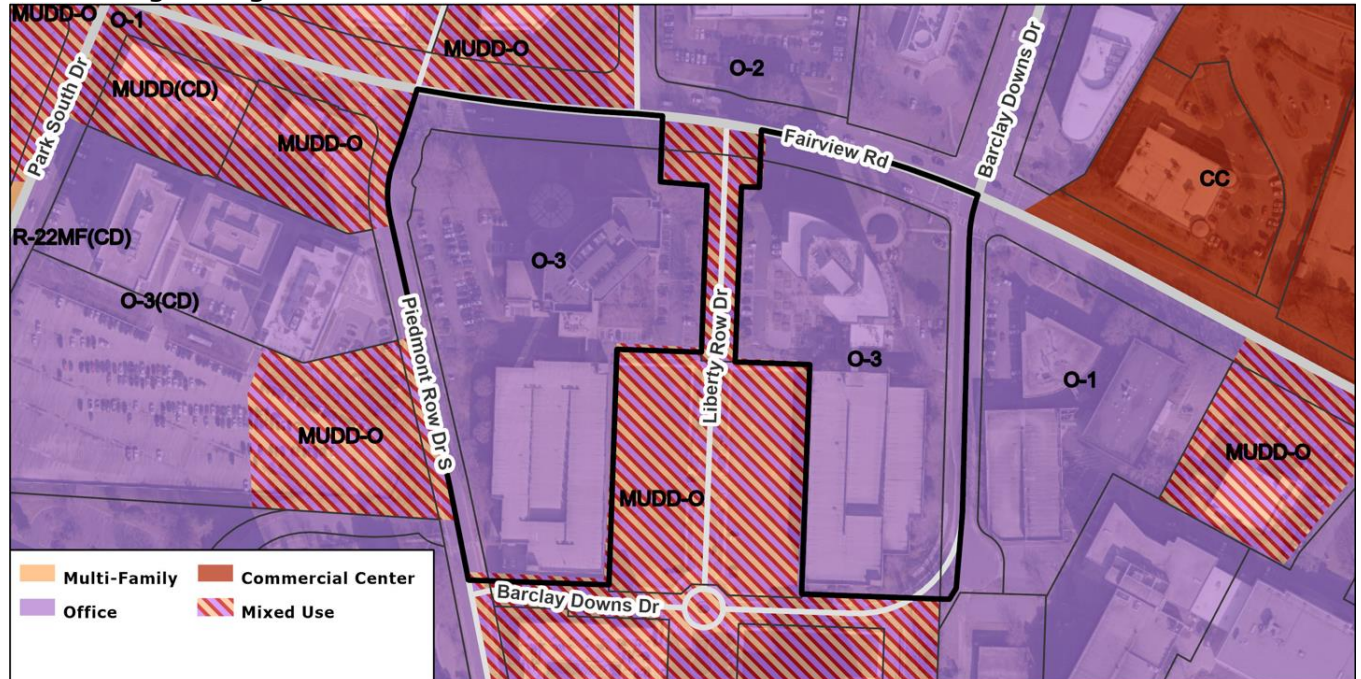 MUDD-O
O-1
MUDD-O
O-2
Barclay Downs Dr
Park South Dr
MUDD(CD)
MUDD-O
Fairview Rd
CC
R-22MF(CD)
O-3
O-3(CD)
Piedmont Row Dr S
Liberty Row Dr
O-3
O-1
MUDD-O
MUDD-O
MUDD-O
Barclay Downs Dr
Multi-Family
Commercial Center
Office
Mixed Use